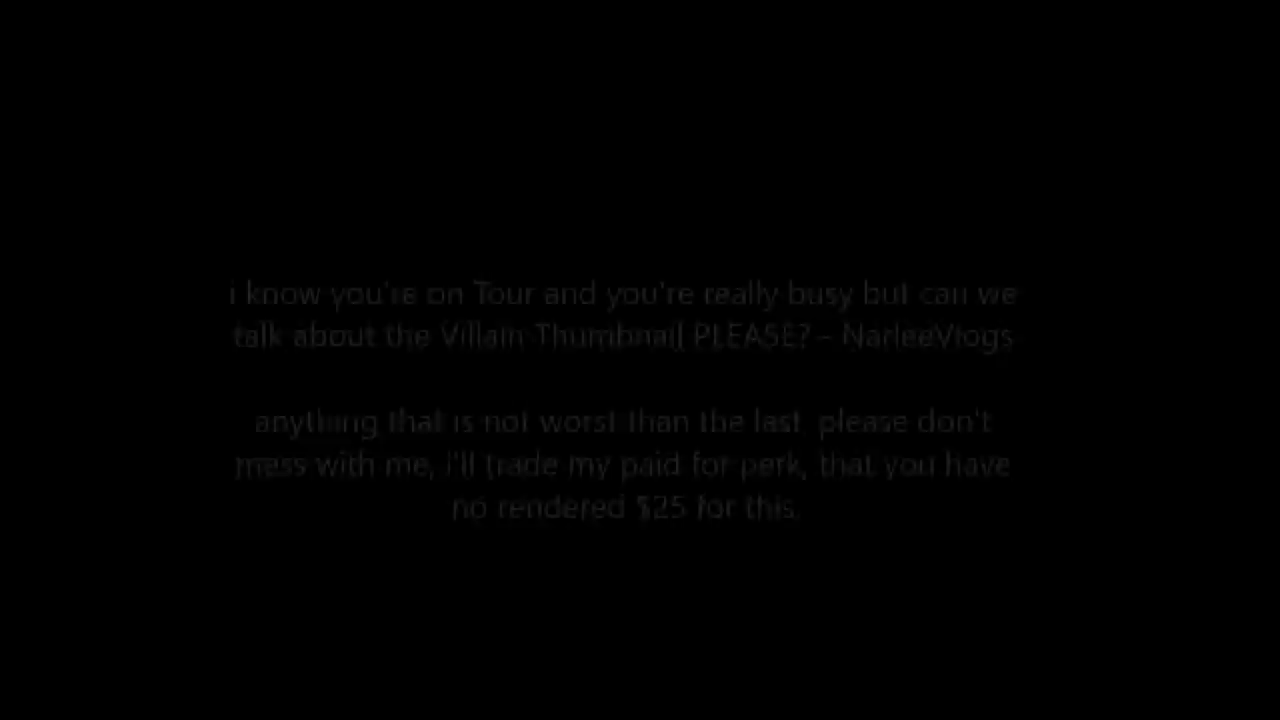 i know you're on Tour and you're really busy but can we
talk about the Villain Thumbnail PLEASE? - NarleeVlogs
anything that is not worst than the last, please don't
mess with me, i'll trade my paid for perk, that you have
no rendered $25 for this.